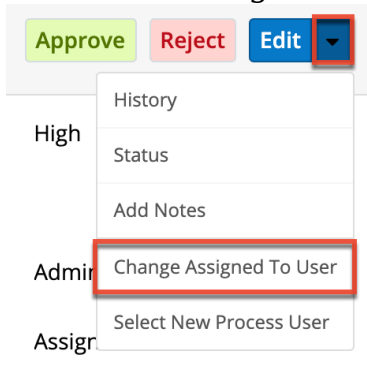 Approve Reject Edit
History
High
Status
Add Notes
Change Assigned To User
Select New Process User